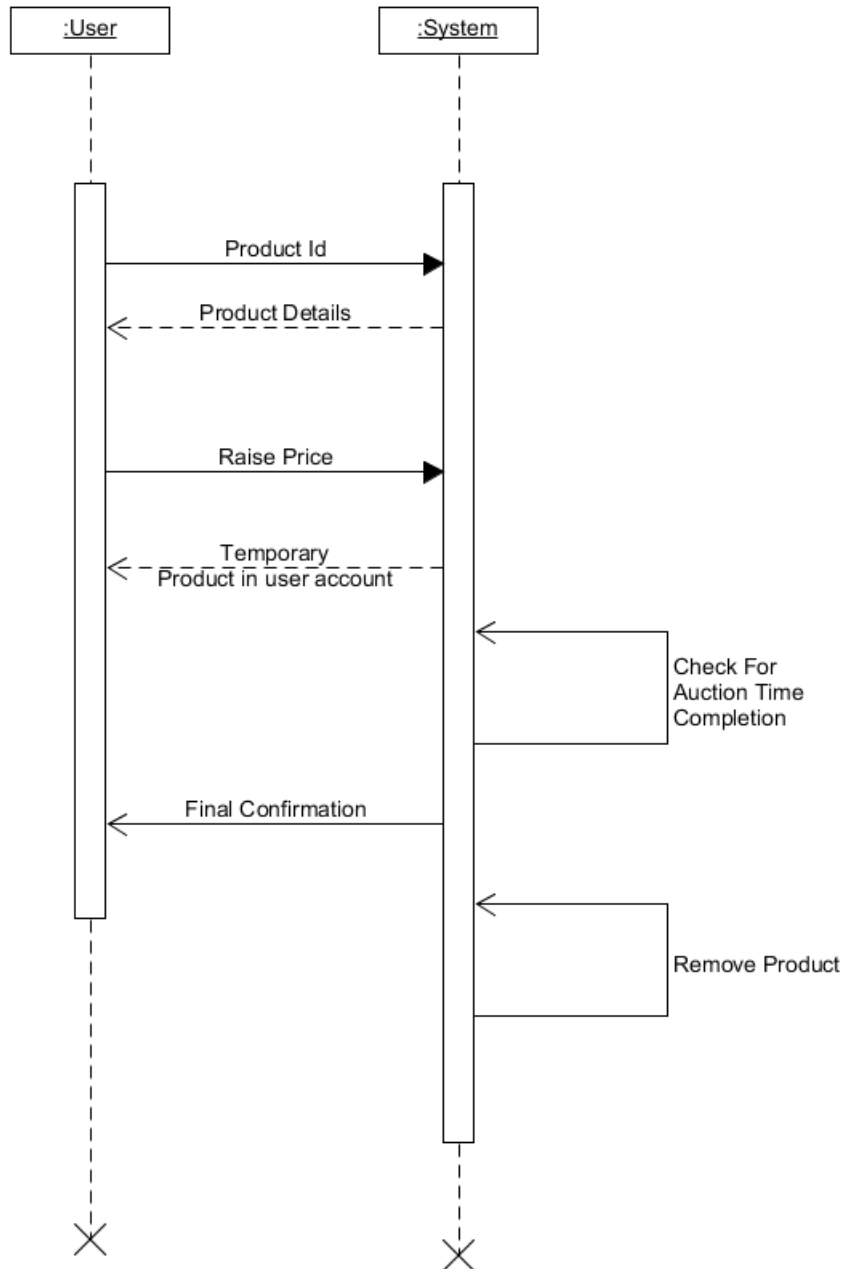 :User
:System
Product Id
Product Details
Raise Price
Temporary
Product in user account
Check For
Auction Time
Completion
Final Confirmation
Remove Product